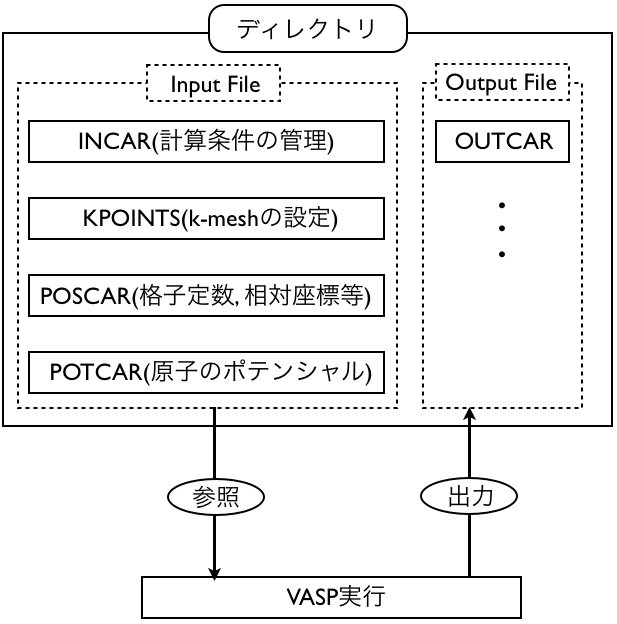 ディレクトリ
Input File
Output File
INCAR(計算条件の管理)
OUTCAR
KPOINTS(k-meshの設定)
POSCAR(格子定数, 相対座標等)
POTCAR(原子のポテンシャル)
参照
出力
VASP実行